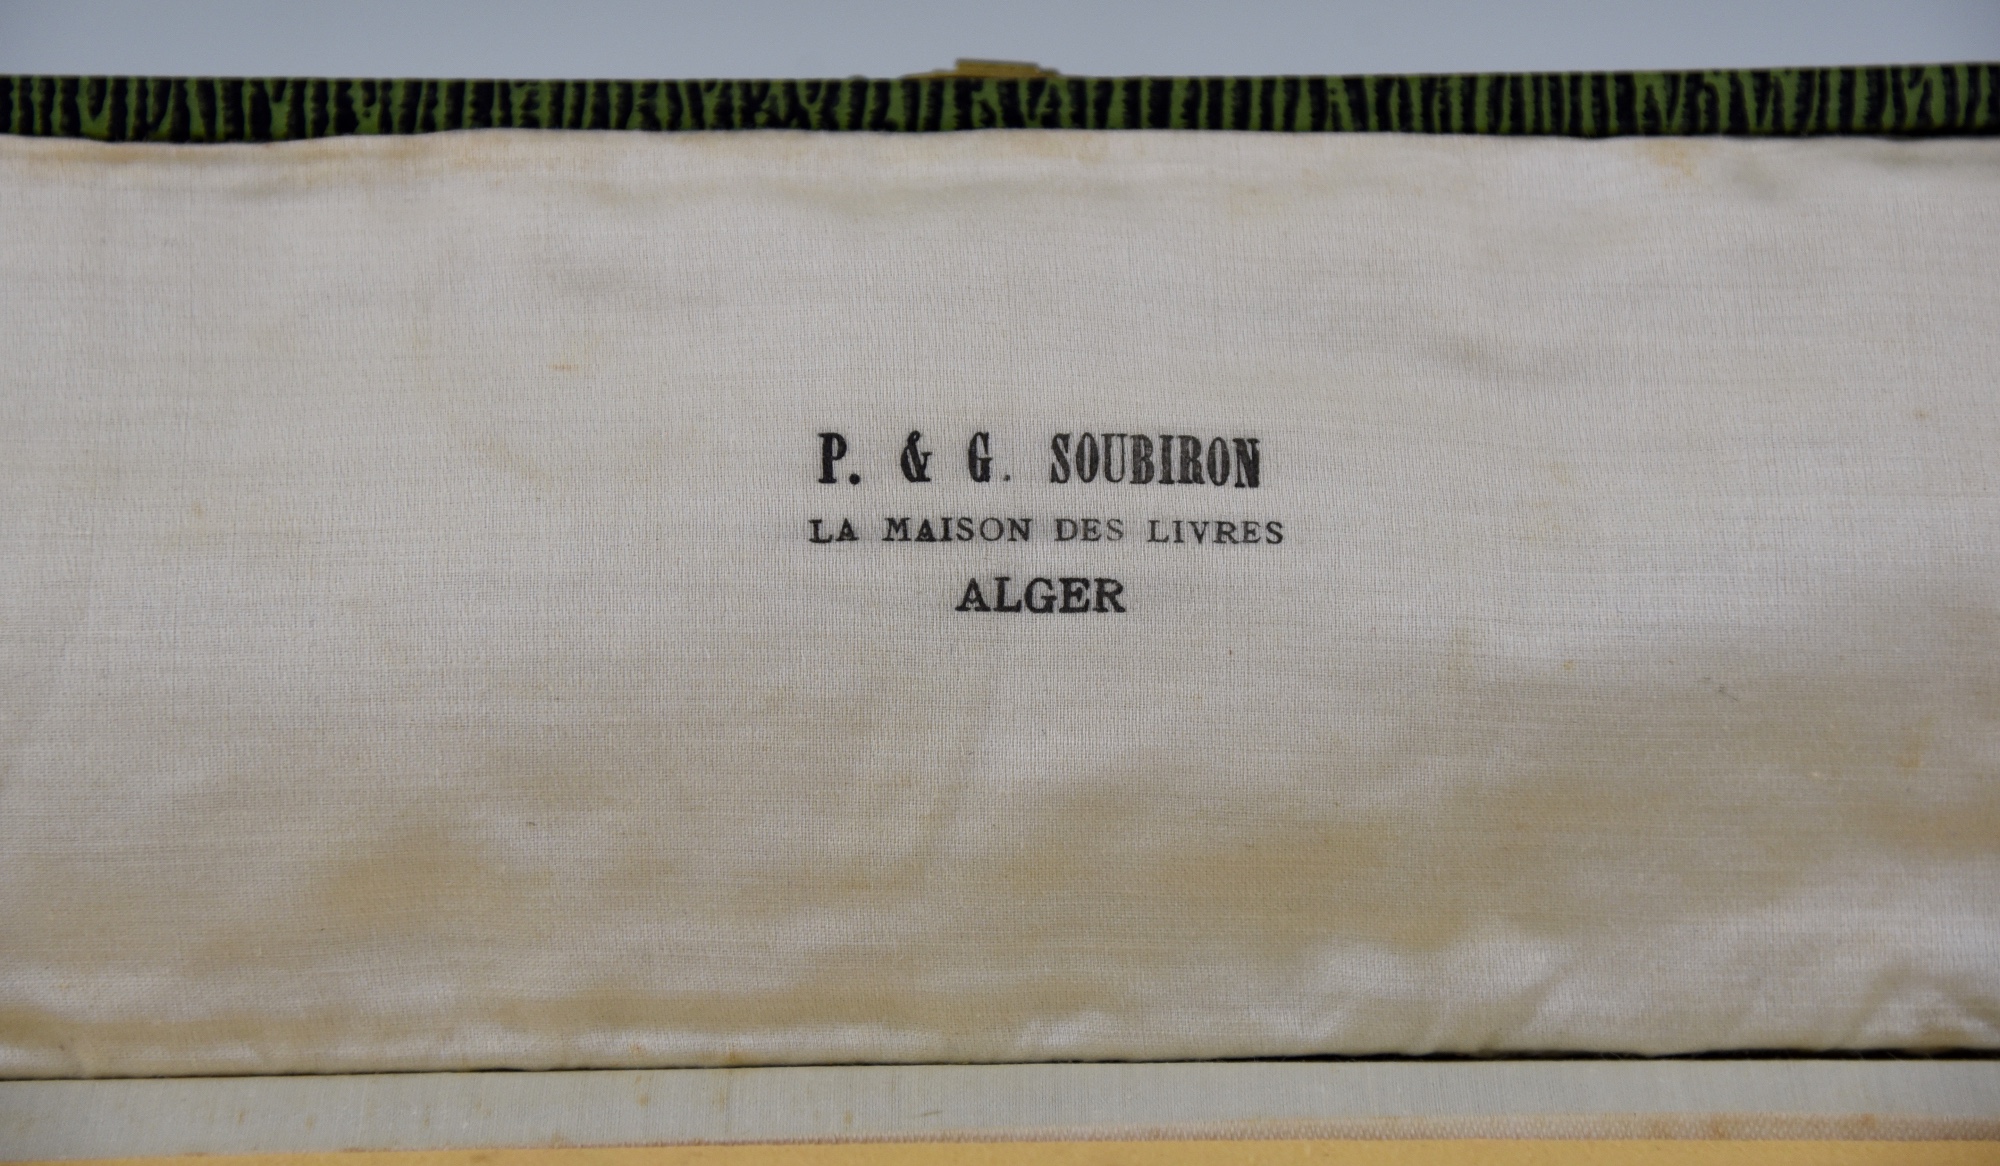 P. & G. SOUBIRON
LA MAISON DES LIVRES
ALGER